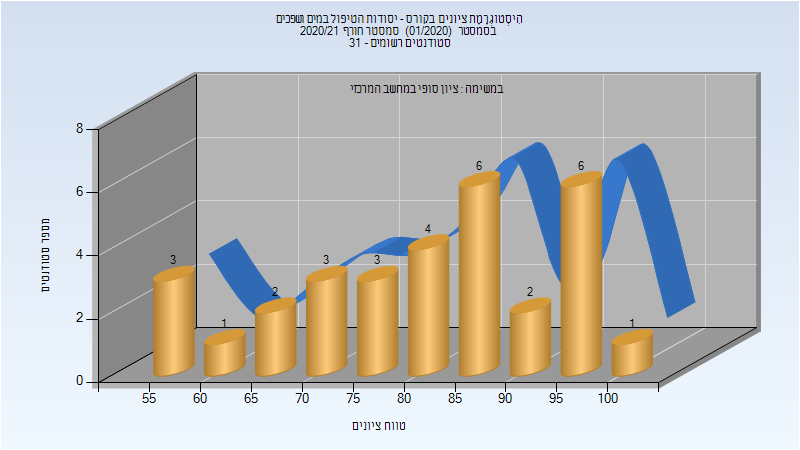 היסטוגרמת ציונים בקורס - יסודות הטיפול במים ושפכים
בסמסטר (01/2020) סמסטר חורף 2020/21
סטודנטים רשומים - 31
במשימה : ציון סופי במחשב המרכזי
מספר סטודנטים
8
6
4
2
0
3
1
2
3
3
4
6
2
6
1
55 60 65 70 75 80 85 90 95 100
טווח ציונים